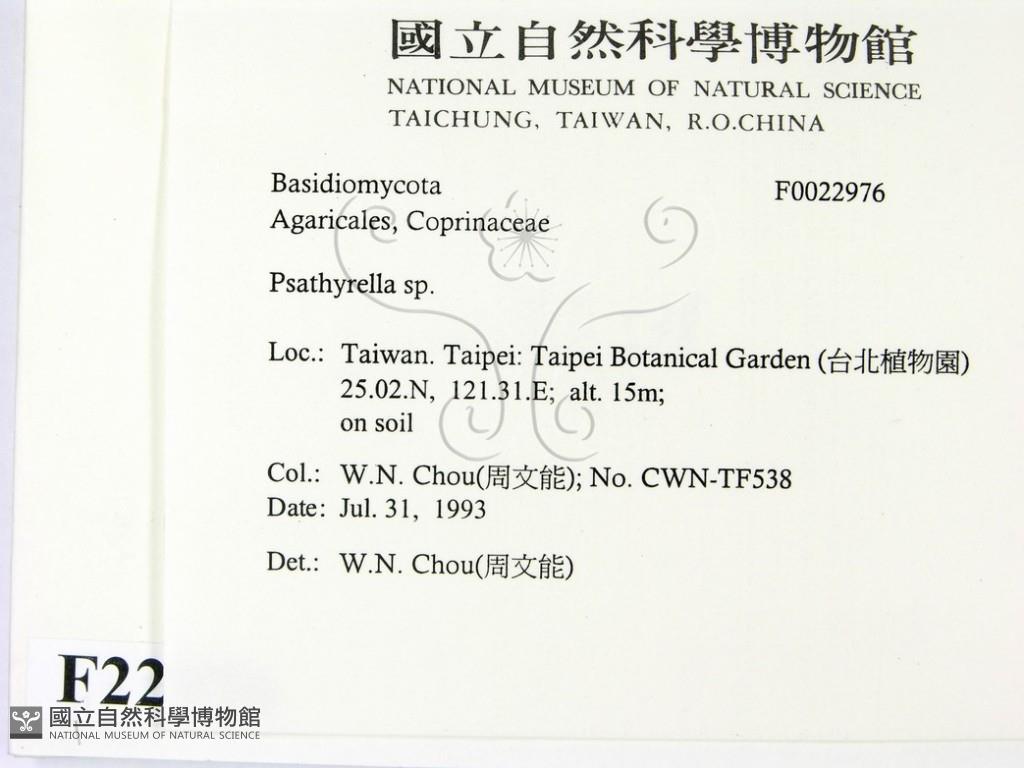 國立自然科學博物館
NATIONAL MUSEUM OF NATURAL SCIENCE
TAICHUNG, TAIWAN, R.O.CHINA
Basidiomycota F0022976
Agaricales, Coprinaceae
Psathyrella sp.
Loc.: Taiwan. Taipei: Taipei Botanical Garden (台北植物園)
25.02.N, 121.31.E; alt. 15m;
on soil
Col.: W.N. Chou(周文能); No. CWN-TF538
Date: Jul. 31, 1993
Det.: W.N. Chou(周文能)
F22
國立自然科學博物館
NATIONAL MUSEUM OF NATURAL SCIENCE